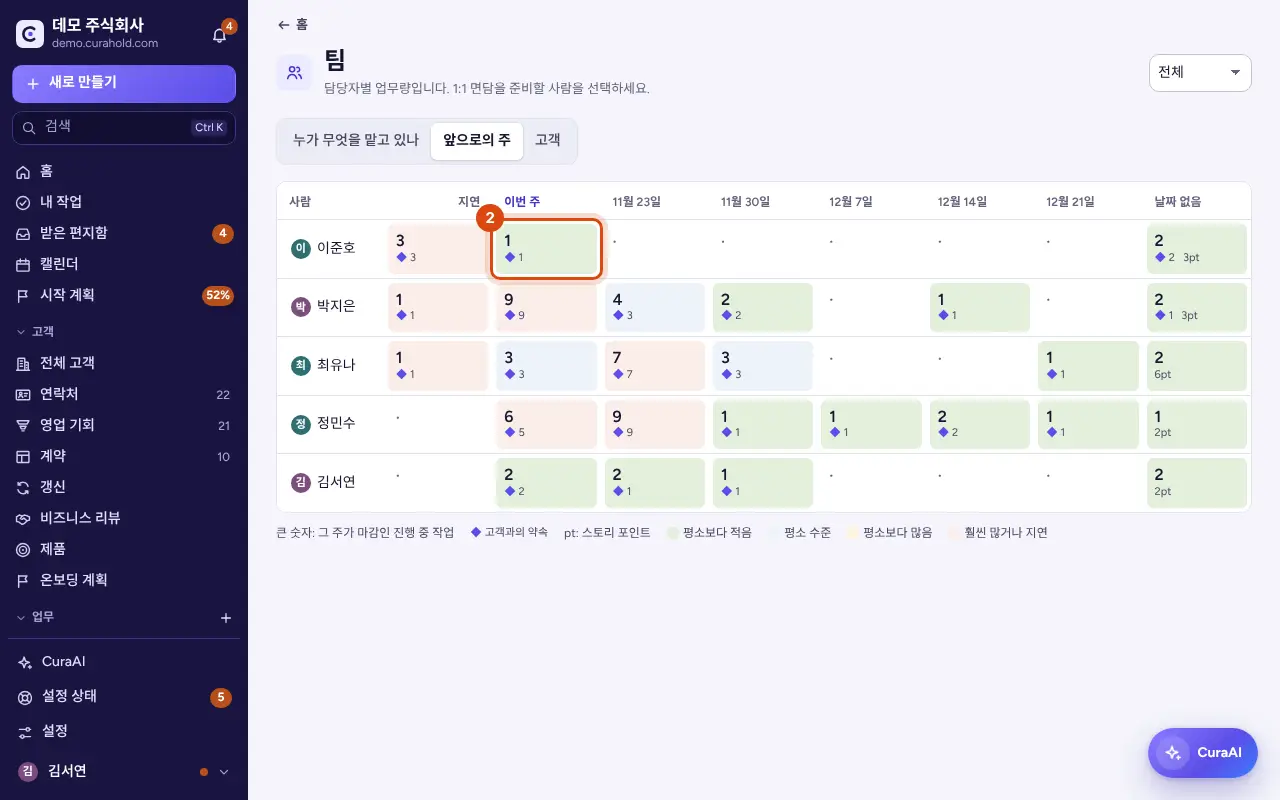 데모 주식회사
demo.curahold.com
4
새로 만들기
검색 Ctrl K
홈
내 작업
받은 편지함 4
캘린더
시작 계획 52%
고객
전체 고객
연락처 22
영업 기회 21
계약 10
갱신
비즈니스 리뷰
제품
온보딩 계획
업무
CuraAI
설정 상태 5
설정
김 김서연
홈
팀
담당자별 업무량입니다. 1:1 면담을 준비할 사람을 선택하세요.
전체
누가 무엇을 맡고 있나 앞으로의 주 고객
사람 지연 이번 주 11월 23일 11월 30일 12월 7일 12월 14일 12월 21일 날짜 없음
2
이 이준호 3 1 · · · · · 2
3 1 2 3pt
박 박지은 1 9 4 2 · 1 · 2
1 9 3 2 1 1 3pt
최 최유나 1 3 7 3 · · 1 2
1 3 7 3 1 6pt
정 정민수 · 6 9 1 1 2 1 1
5 9 1 1 2 1 2pt
김 김서연 · 2 2 1 · · · 2
2 1 1 2pt
큰 숫자: 그 주가 마감인 진행 중 작업 고객과의 약속 pt: 스토리 포인트 평소보다 적음 평소 수준 평소보다 많음 훨씬 많거나 지연
CuraAI